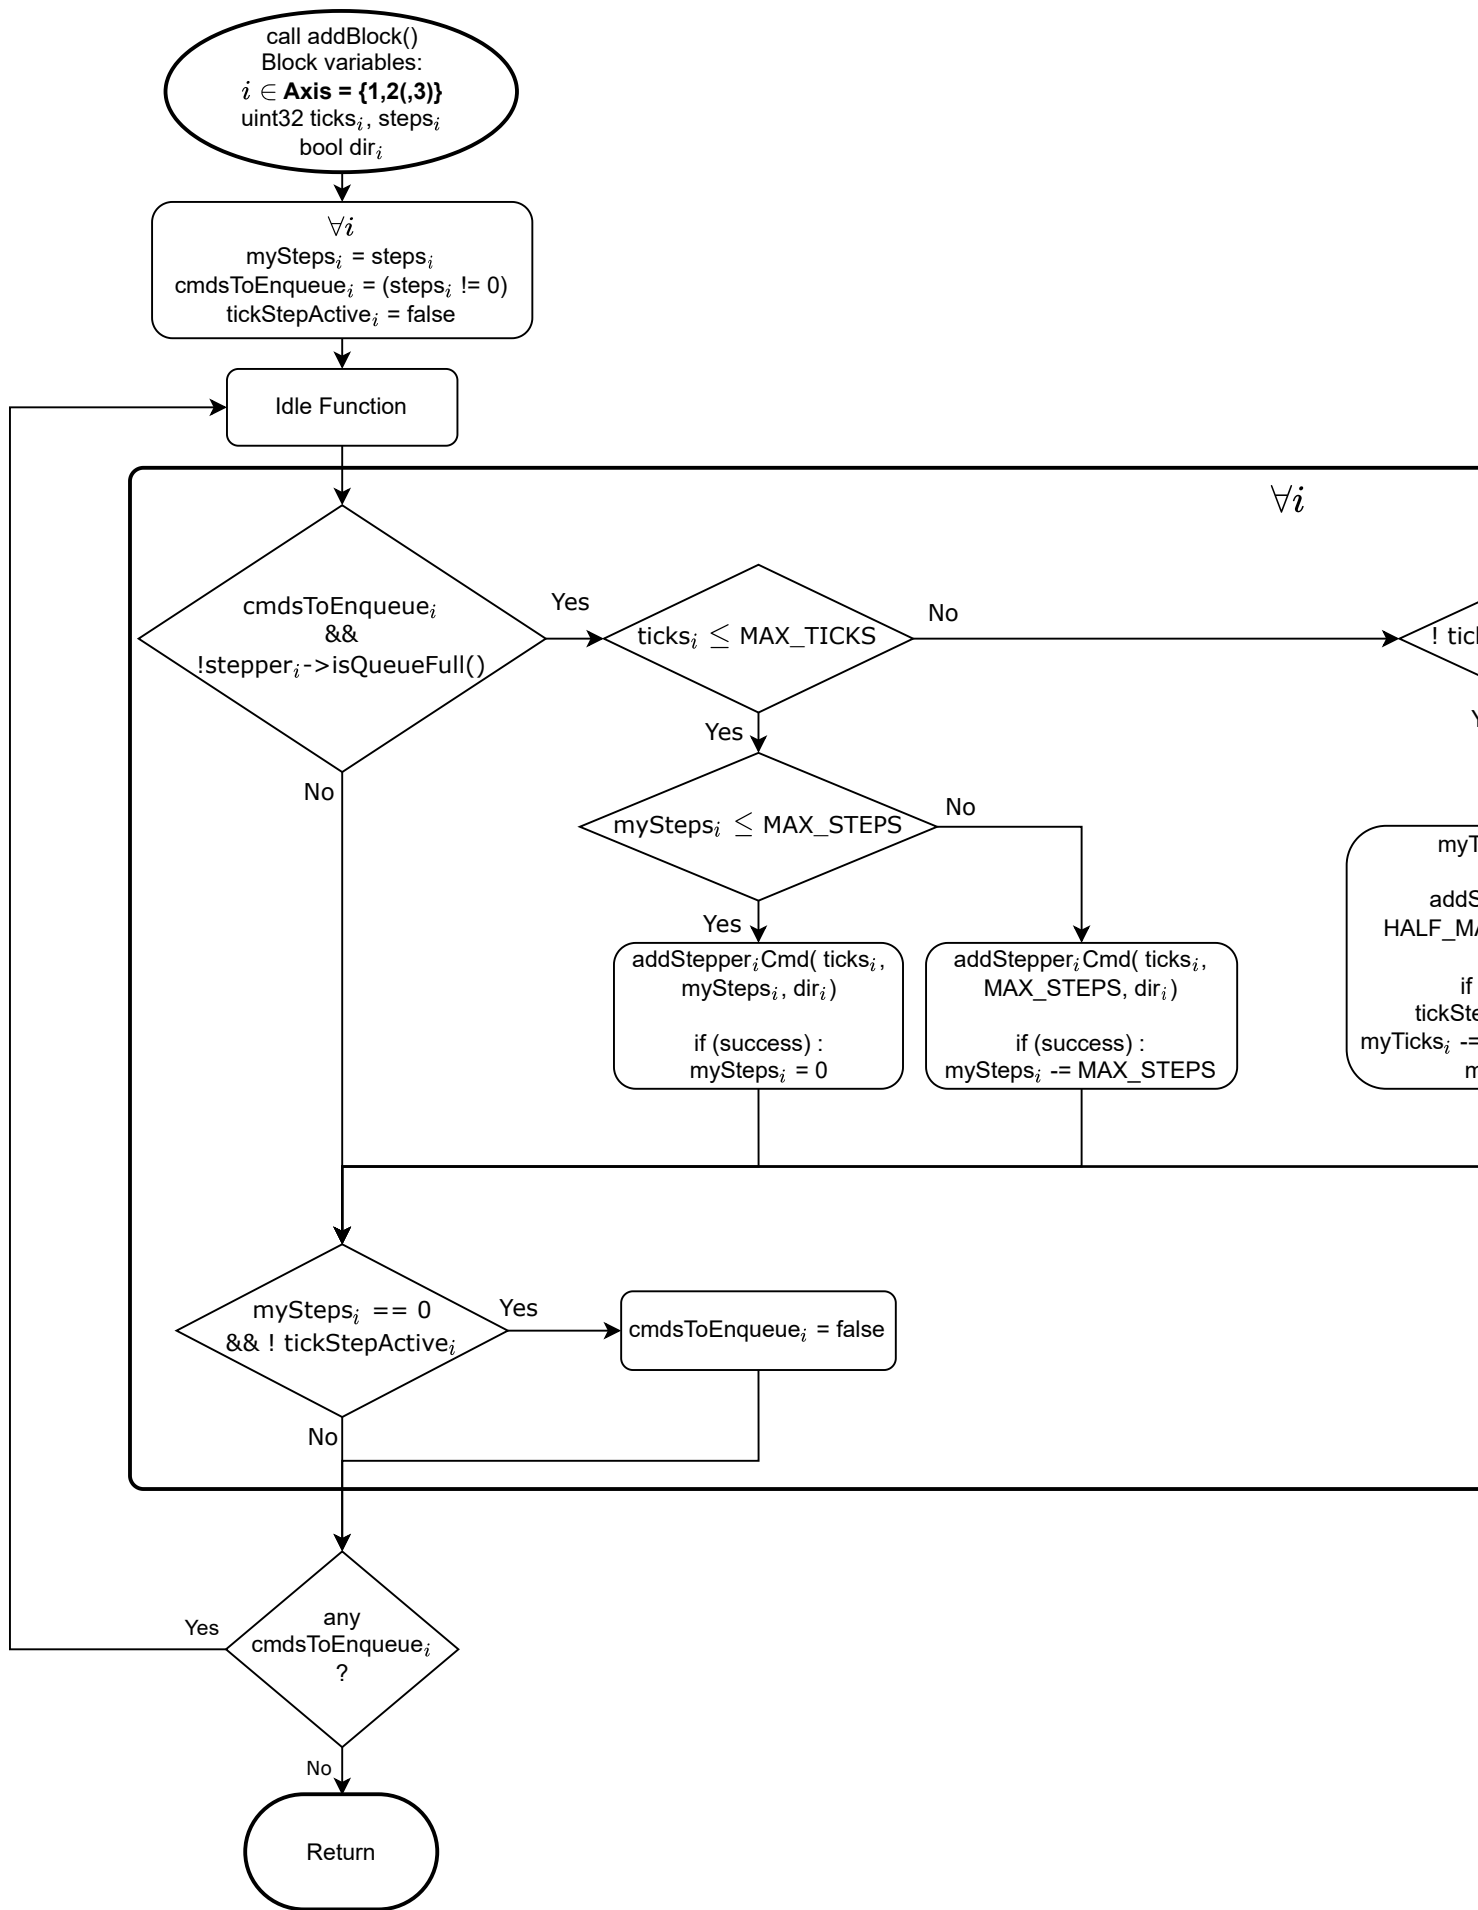 call addBlock()
Block variables:
i ∈ Axis = {1,2(,3)}
uint32 ticksᵢ, stepsᵢ
bool dirᵢ
∀i
myStepsᵢ = stepsᵢ
cmdsToEnqueueᵢ = (stepsᵢ != 0)
tickStepActiveᵢ = false
Idle Function
∀i
cmdsToEnqueueᵢ
&&
!stepperᵢ->isQueueFull()
Yes
No
ticksᵢ ≤ MAX_TICKS
No
Yes
!
myStepsᵢ ≤ MAX_STEPS
No
Yes
addStepperᵢCmd( ticksᵢ,
myStepsᵢ, dirᵢ)
if (success) :
myStepsᵢ = 0
addStepperᵢCmd( ticksᵢ,
MAX_STEPS, dirᵢ)
if (success) :
myStepsᵢ -= MAX_STEPS
if
myTicksᵢ -=
myStepsᵢ == 0
&& ! tickStepActiveᵢ
Yes
No
cmdsToEnqueueᵢ = false
any
cmdsToEnqueueᵢ
?
Yes
No
Return